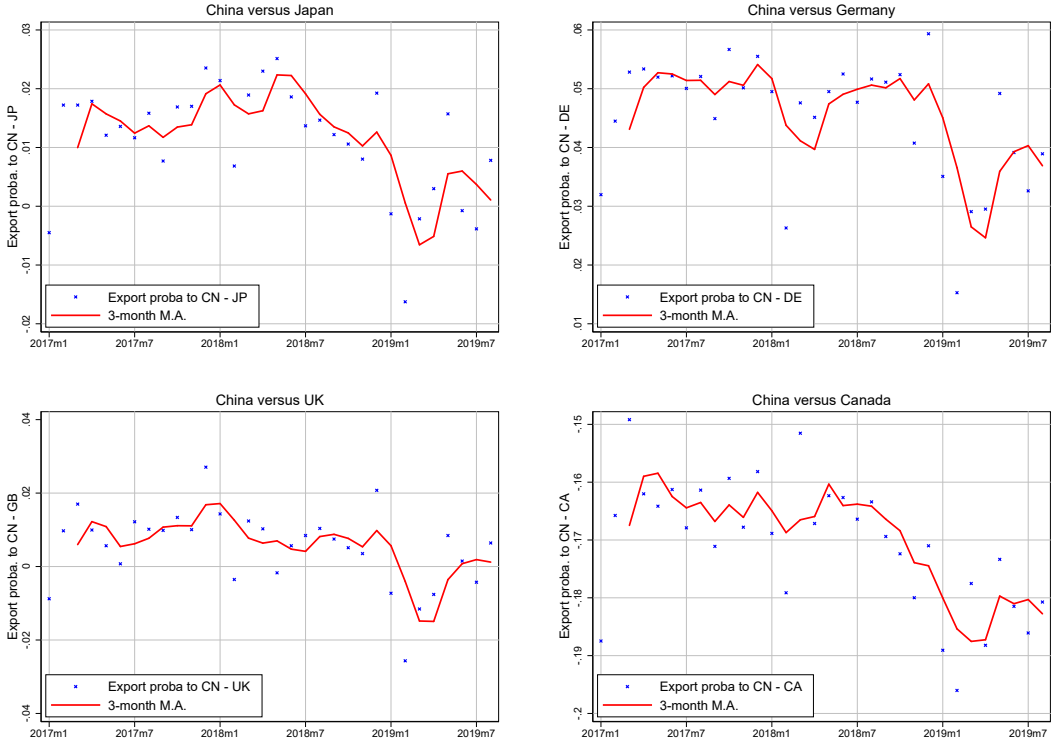 China versus Japan
Export proba. to CN - JP
.03
.02
.01
0
-.01
-.02
Export proba to CN - JP
3-month M.A.
2017m1 2017m7 2018m1 2018m7 2019m1 2019m7
China versus Germany
Export proba. to CN - DE
.06
.05
.04
.03
.02
.01
Export proba to CN - DE
3-month M.A.
2017m1 2017m7 2018m1 2018m7 2019m1 2019m7
China versus UK
Export proba. to CN - GB
.04
.02
0
-.02
-.04
Export proba to CN - UK
3-month M.A.
2017m1 2017m7 2018m1 2018m7 2019m1 2019m7
China versus Canada
Export proba. to CN - CA
-.15
-.16
-.17
-.18
-.19
-.2
Export proba to CN - CA
3-month M.A.
2017m1 2017m7 2018m1 2018m7 2019m1 2019m7